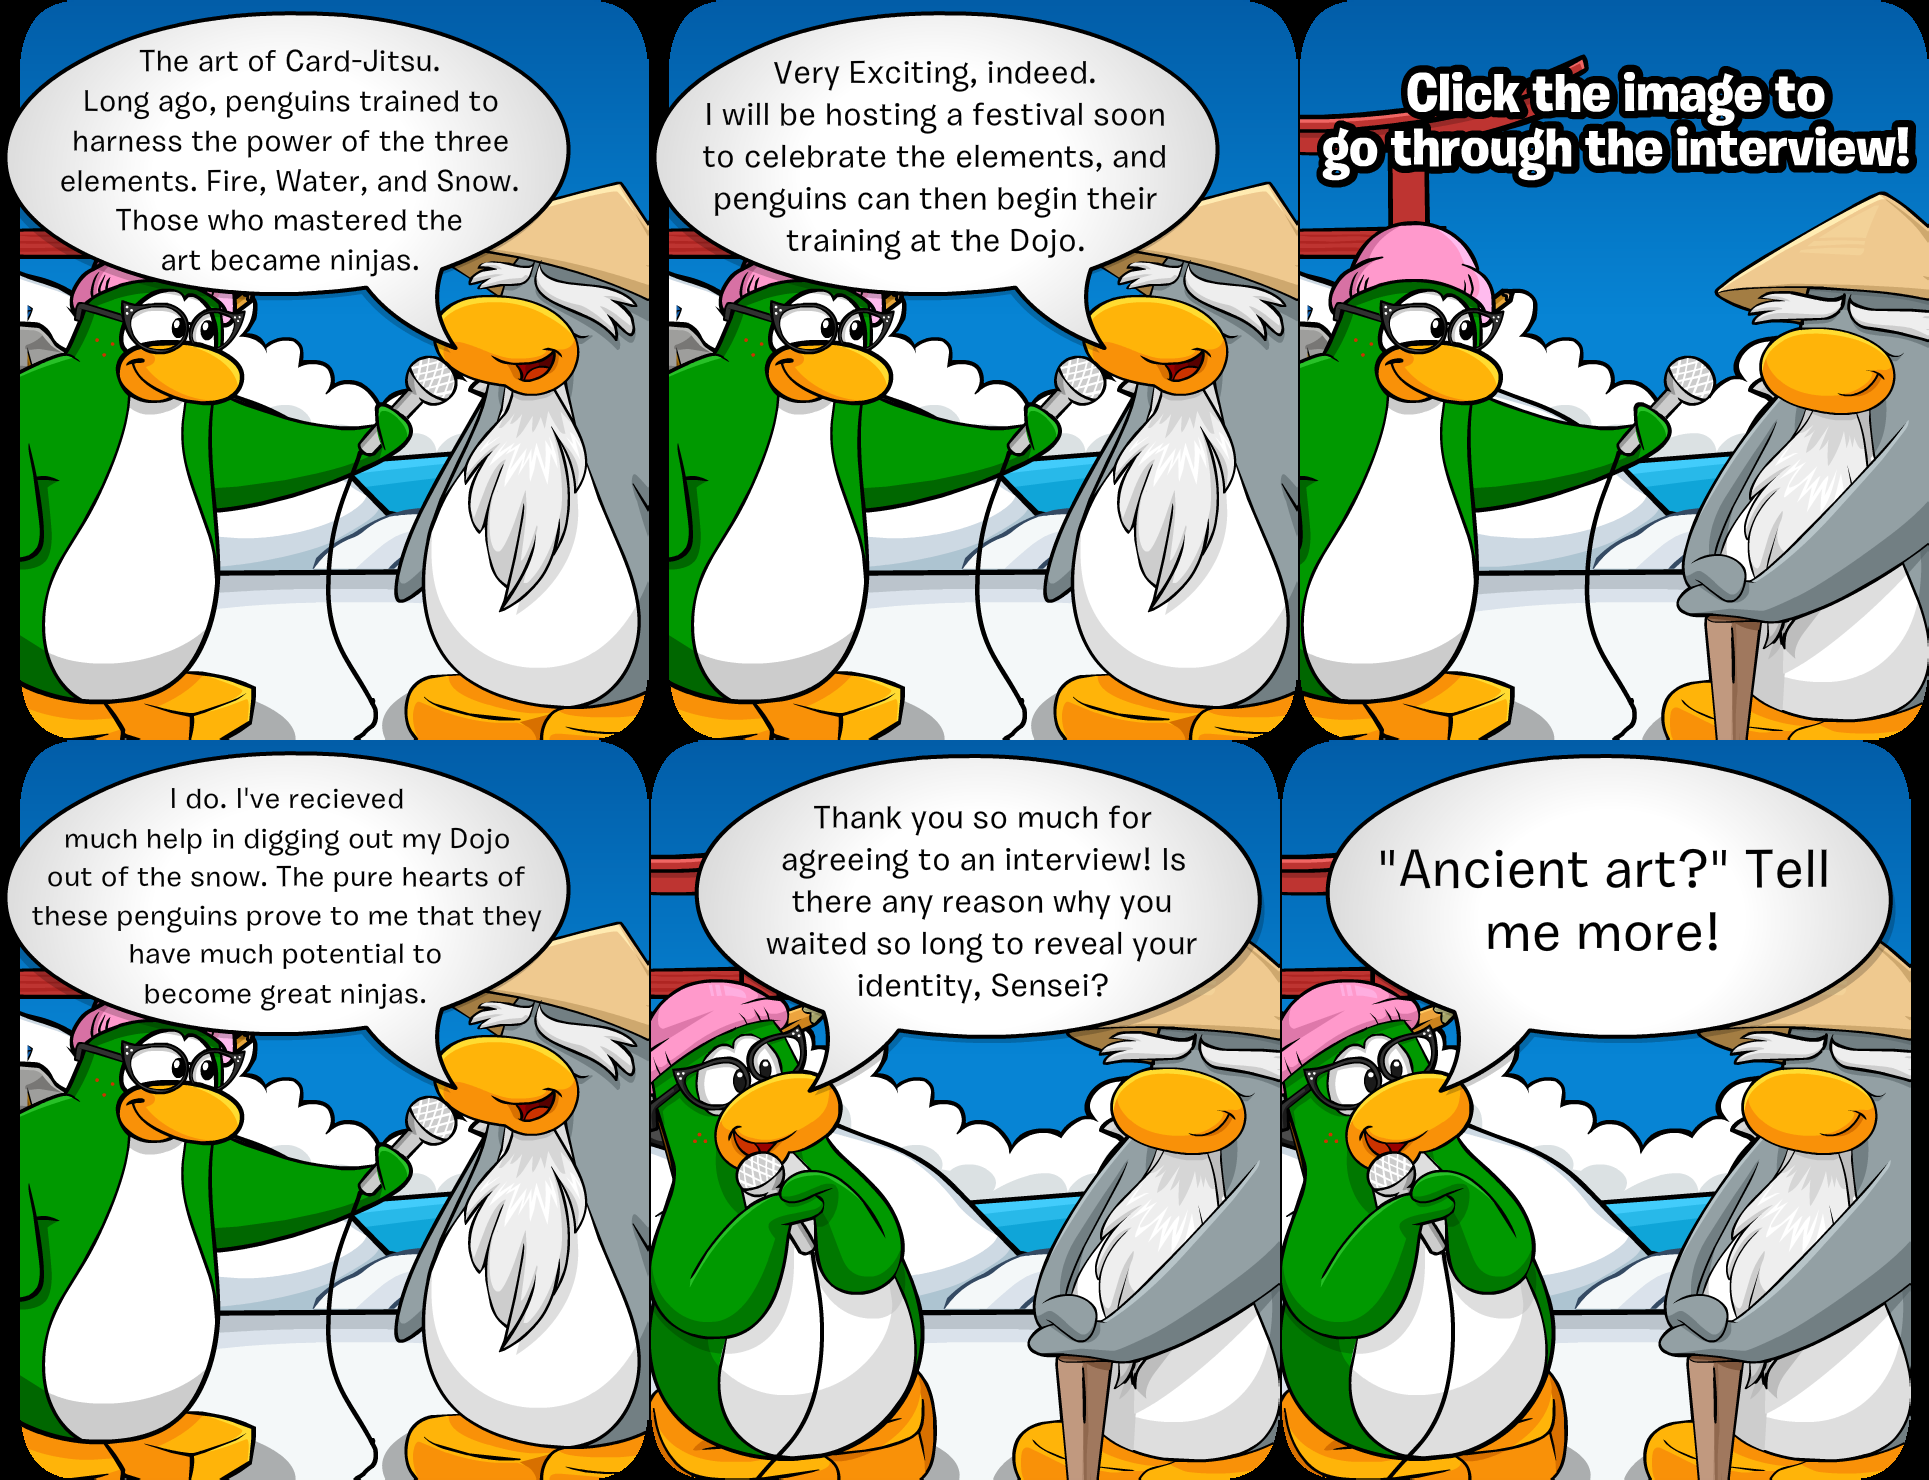 The art of Card-Jitsu.
Long ago, penguins trained to
harness the power of the three
elements. Fire, Water, and Snow.
Those who mastered the
art became ninjas.
Very Exciting, indeed.
I will be hosting a festival soon
to celebrate the elements, and
penguins can then begin their
training at the Dojo.
Click the image to
go through the interview!
I do. I've recieved
much help in digging out my Dojo
out of the snow. The pure hearts of
these penguins prove to me that they
have much potential to
become great ninjas.
Thank you so much for
agreeing to an interview! Is
there any reason why you
waited so long to reveal your
identity, Sensei?
"Ancient art?" Tell
me more!